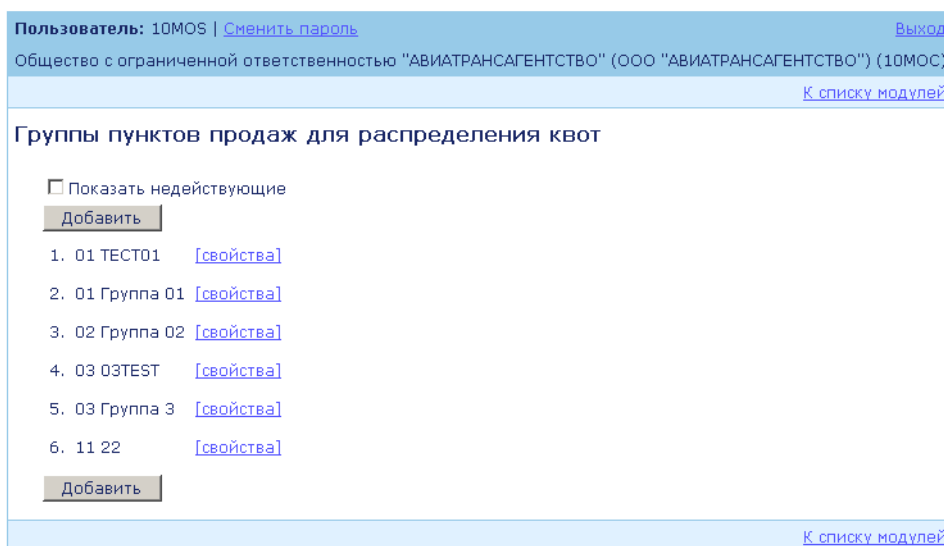 Пользователь: 10MOS | Сменить пароль Выход
Общество с ограниченной ответственностью "АВИАТРАНСАГЕНТСТВО" (ООО "АВИАТРАНСАГЕНТСТВО") (10МОС)
К списку модулей
Группы пунктов продаж для распределения квот
Показать недействующие
Добавить
1. 01 ТЕСТ01 [свойства]
2. 01 Группа 01 [свойства]
3. 02 Группа 02 [свойства]
4. 03 03TEST [свойства]
5. 03 Группа 3 [свойства]
6. 11 22 [свойства]
Добавить
К списку модулей